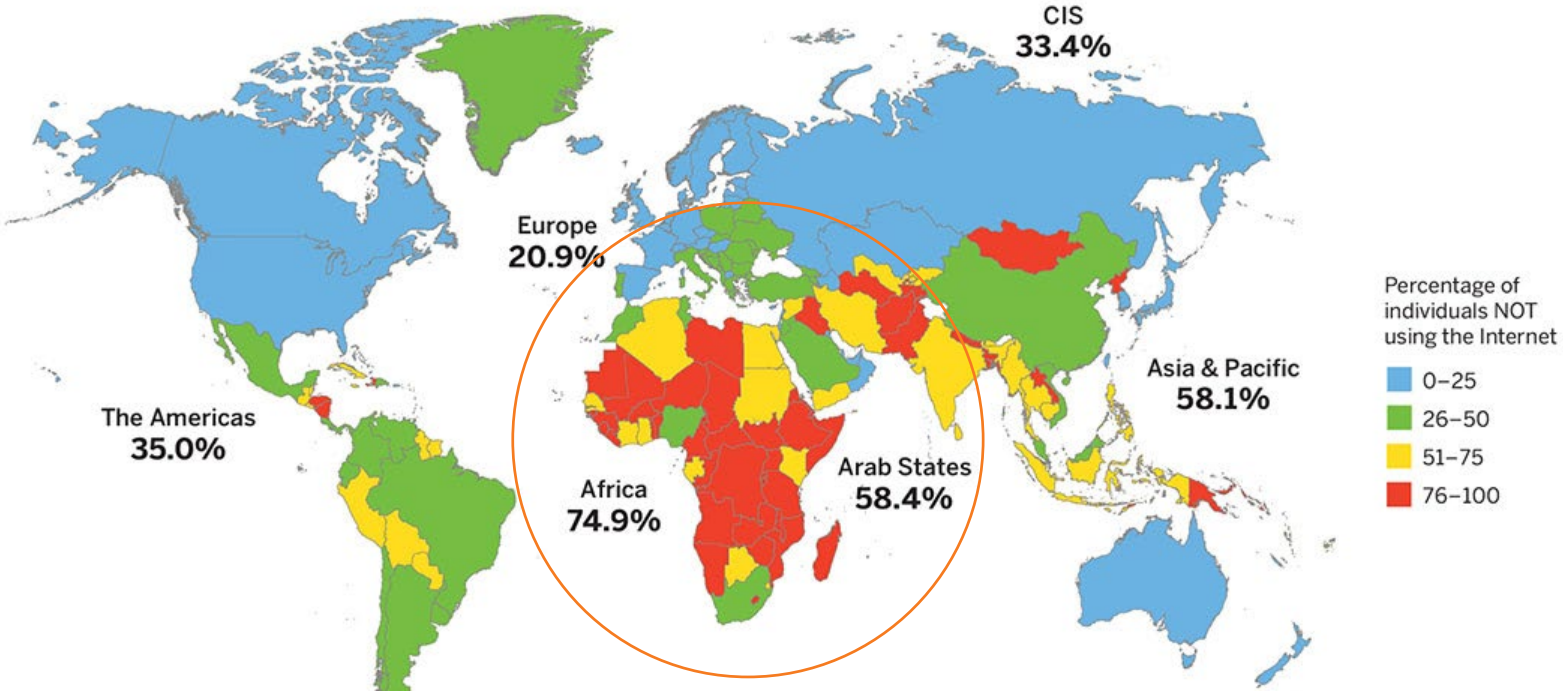 CIS
33.4%
Europe
20.9%
The Americas
35.0%
Africa
74.9%
Arab States
58.4%
Asia & Pacific
58.1%
Percentage of
individuals NOT
using the Internet
0–25
26–50
51–75
76–100